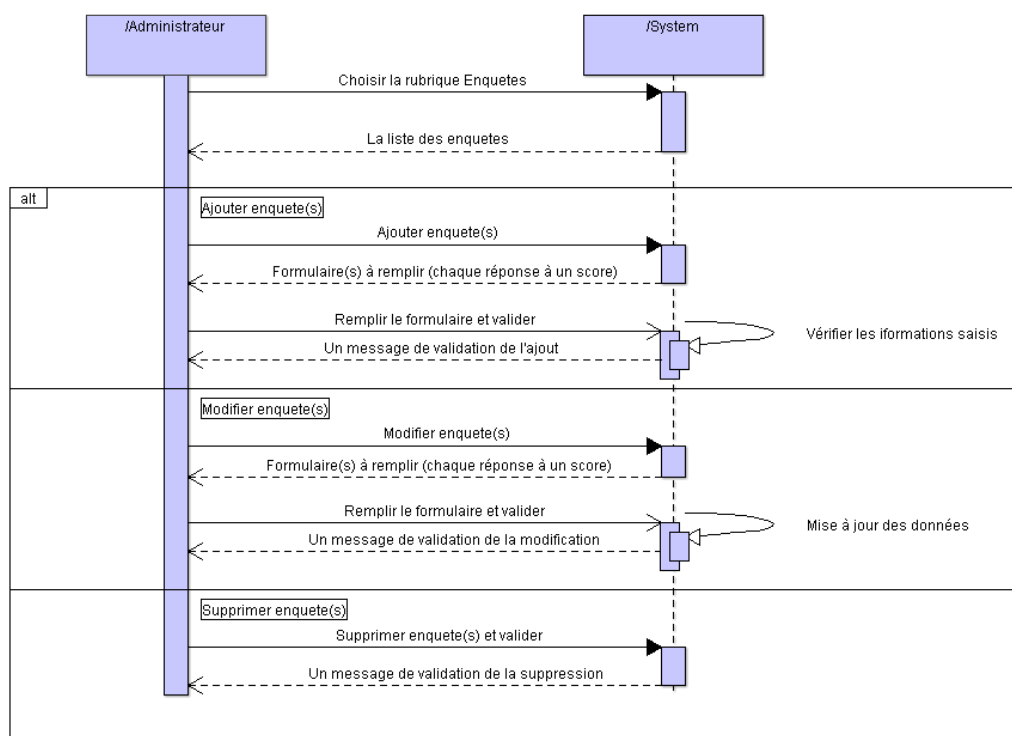 /Administrateur
/System
Choisir la rubrique Enquetes
La liste des enquetes
alt
Ajouter enquete(s)
Ajouter enquete(s)
Formulaire(s) à remplir (chaque réponse à un score)
Remplir le formulaire et valider
Vérifier les iformations saisis
Un message de validation de l'ajout
Modifier enquete(s)
Modifier enquete(s)
Formulaire(s) à remplir (chaque réponse à un score)
Remplir le formulaire et valider
Mise à jour des données
Un message de validation de la modification
Supprimer enquete(s)
Supprimer enquete(s) et valider
Un message de validation de la suppression